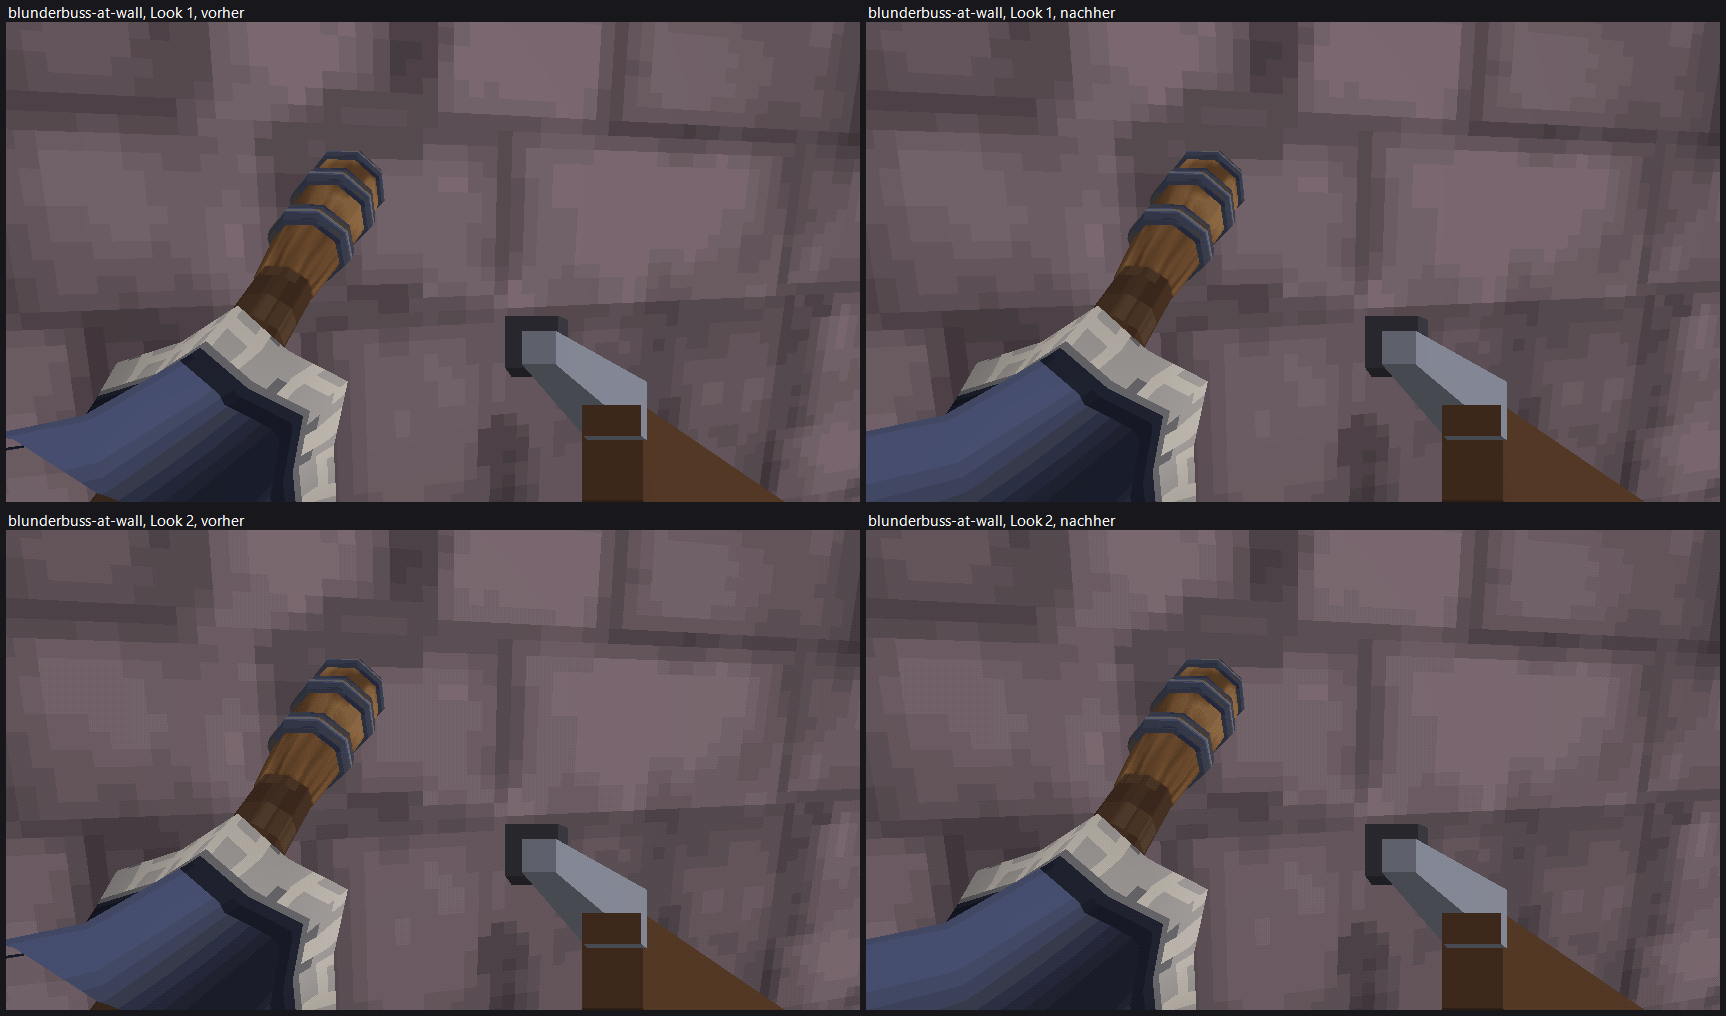 blunderbuss-at-wall, Look 1, vorher
blunderbuss-at-wall, Look 1, nachher
blunderbuss-at-wall, Look 2, vorher
blunderbuss-at-wall, Look 2, nachher